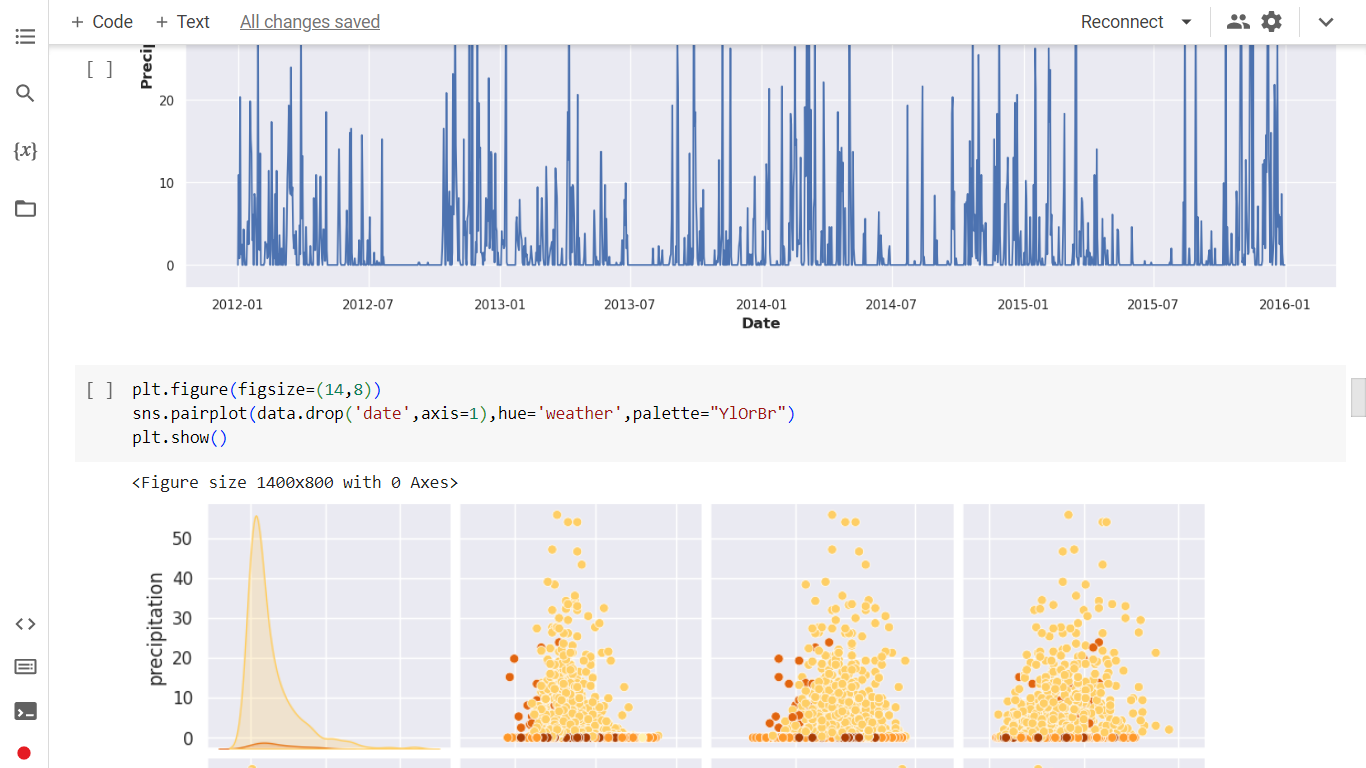 + Code + Text All changes saved Reconnect
[ ]
20
10
0
2012-01 2012-07 2013-01 2013-07 2014-01 2014-07 2015-01 2015-07 2016-01
Date
{x}
[ ] plt.figure(figsize=(14,8))
sns.pairplot(data.drop('date',axis=1),hue='weather',palette="YlOrBr")
plt.show()
<Figure size 1400x800 with 0 Axes>
precipitation
50
40
30
20
10
0